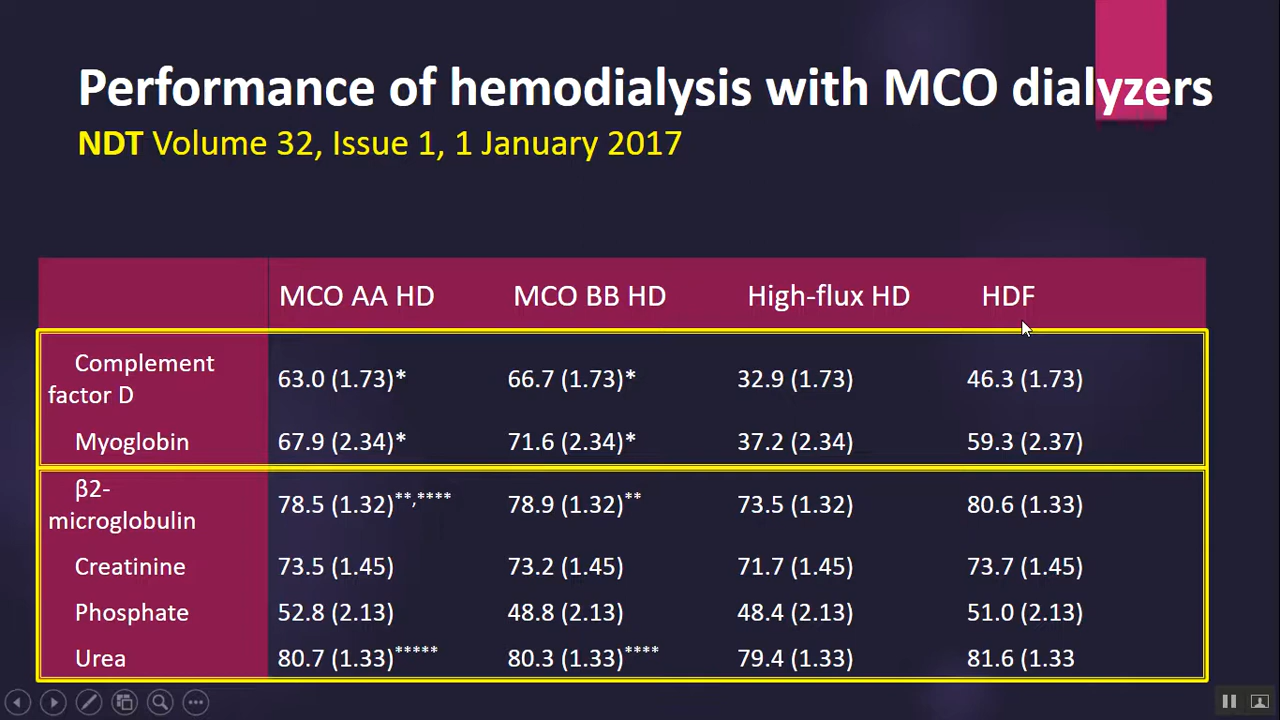 Performance of hemodialysis with MCO dialyzers
NDT Volume 32, Issue 1, 1 January 2017
MCO AA HD MCO BB HD High-flux HD HDF
Complement
factor D 63.0 (1.73)* 66.7 (1.73)* 32.9 (1.73) 46.3 (1.73)
Myoglobin 67.9 (2.34)* 71.6 (2.34)* 37.2 (2.34) 59.3 (2.37)
β2-
microglobulin 78.5 (1.32)**,**** 78.9 (1.32)** 73.5 (1.32) 80.6 (1.33)
Creatinine 73.5 (1.45) 73.2 (1.45) 71.7 (1.45) 73.7 (1.45)
Phosphate 52.8 (2.13) 48.8 (2.13) 48.4 (2.13) 51.0 (2.13)
Urea 80.7 (1.33)***** 80.3 (1.33)**** 79.4 (1.33) 81.6 (1.33